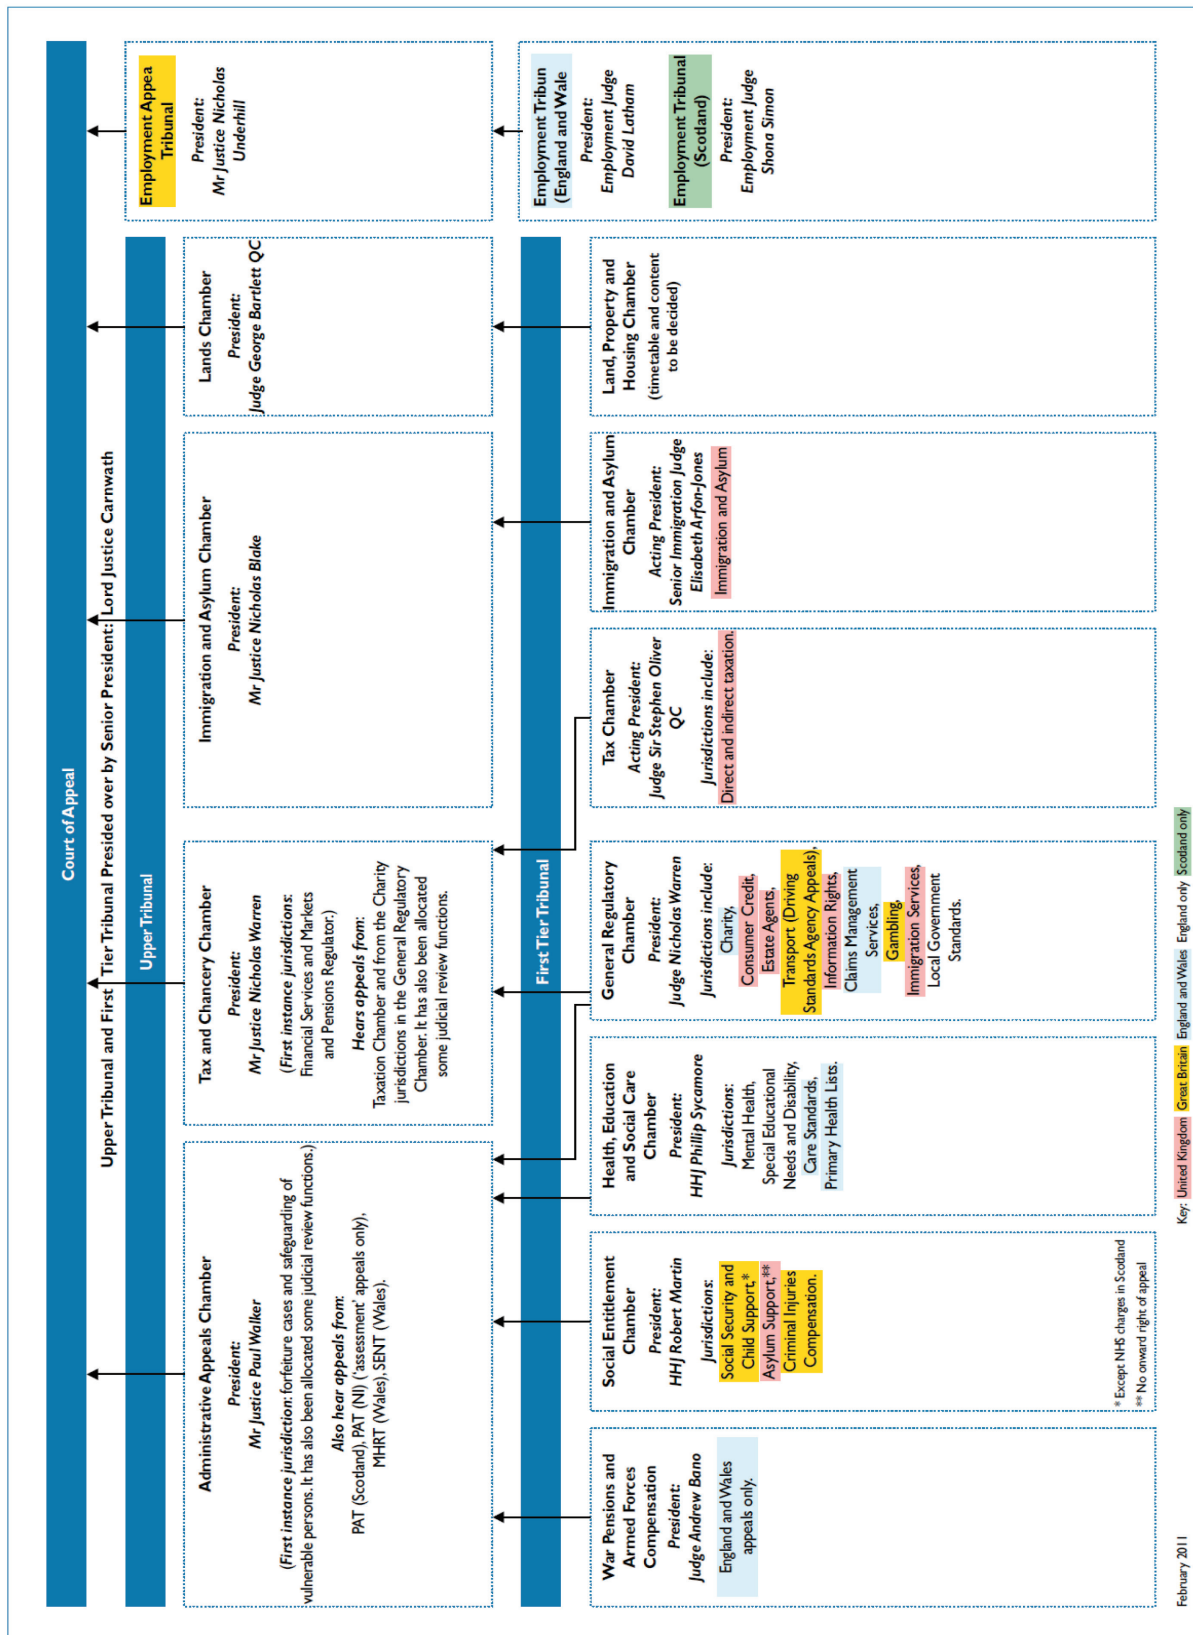 Court of Appeal
Upper Tribunal and First Tier Tribunal Presided over by Senior President: Lord Justice Carnwath
Upper Tribunal
Administrative Appeals Chamber
President:
Mr Justice Paul Walker
(First instance jurisdiction: forfeiture cases and safeguarding of
vulnerable persons. It has also been allocated some judicial review functions.)
Also hear appeals from:
PAT (Scotland), PAT (NI) ('assessment' appeals only),
MHRT (Wales), SENT (Wales).
Tax and Chancery Chamber
President:
Mr Justice Nicholas Warren
(First instance jurisdictions:
Financial Services and Markets
and Pensions Regulator.)
Hears appeals from:
Taxation Chamber and from the Charity
jurisdictions in the General Regulatory
Chamber. It has also been allocated
some judicial review functions.
Immigration and Asylum Chamber
President:
Mr Justice Nicholas Blake
Lands Chamber
President:
Judge George Bartlett QC
Employment Appea
Tribunal
President:
Mr Justice Nicholas
Underhill
First Tier Tribunal
War Pensions and
Armed Forces
Compensation
President:
Judge Andrew Bano
England and Wales
appeals only.
Social Entitlement
Chamber
President:
HHJ Robert Martin
Jurisdictions:
Social Security and
Child Support,*
Asylum Support,**
Criminal Injuries
Compensation.
* Except NHS charges in Scotland
** No onward right of appeal
Health, Education
and Social Care
Chamber
President:
HHJ Phillip Sycamore
Jurisdictions:
Mental Health,
Special Educational
Needs and Disability,
Care Standards,
Primary Health Lists.
General Regulatory
Chamber
President:
Judge Nicholas Warren
Jurisdictions include:
Charity,
Consumer Credit,
Estate Agents,
Transport (Driving
Standards Agency Appeals),
Information Rights,
Claims Management
Services,
Gambling,
Immigration Services,
Local Government
Standards.
Tax Chamber
Acting President:
Judge Sir Stephen Oliver
QC
Jurisdictions include:
Direct and indirect taxation.
Immigration and Asylum
Chamber
Acting President:
Senior Immigration Judge
Elisabeth Arfon-Jones
Immigration and Asylum
Land, Property and
Housing Chamber
(timetable and content
to be decided)
Employment Tribun
(England and Wale
President:
Employment Judge
David Latham
Employment Tribunal
(Scotland)
President:
Employment Judge
Shona Simon
February 2011
Key: United Kingdom Great Britain England and Wales England only Scotland only